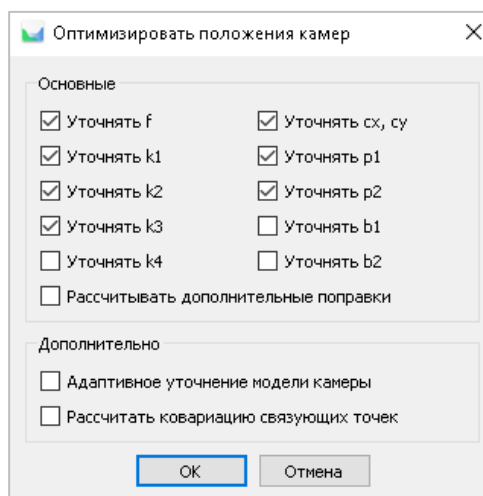 Оптимизировать положения камер
Основные
Уточнять f
Уточнять cx, cy
Уточнять k1
Уточнять p1
Уточнять k2
Уточнять p2
Уточнять k3
Уточнять b1
Уточнять k4
Уточнять b2
Рассчитывать дополнительные поправки
Дополнительно
Адаптивное уточнение модели камеры
Рассчитать ковариацию связующих точек
OK
Отмена